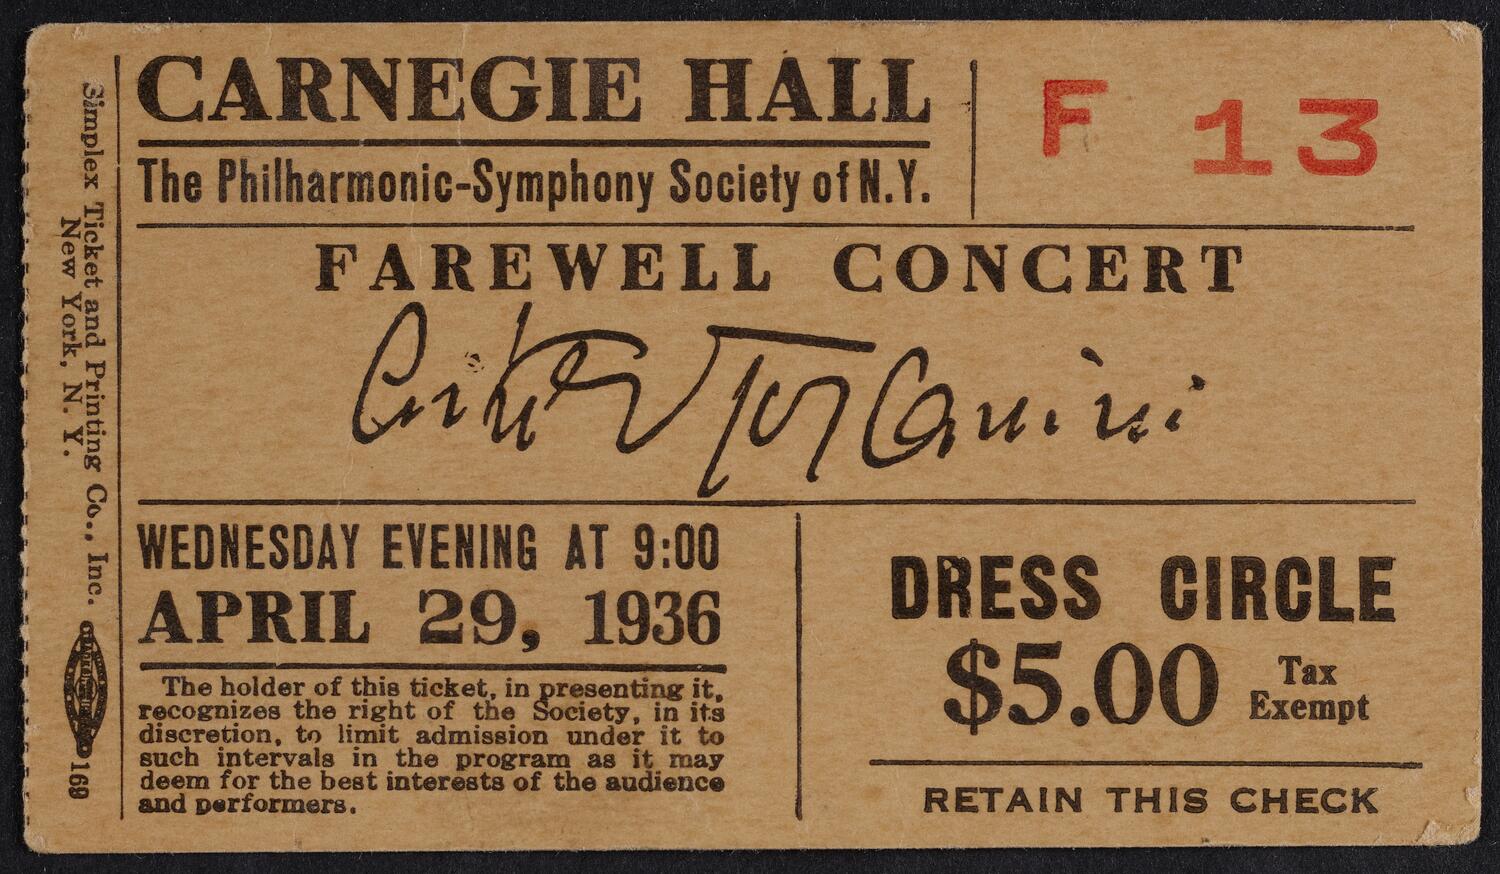 CARNEGIE HALL
The Philharmonic-Symphony Society of N.Y.
F 13
FAREWELL CONCERT
Arturo Toscanini
WEDNESDAY EVENING AT 9:00
APRIL 29, 1936
The holder of this ticket, in presenting it,
recognizes the right of the Society, in its
discretion, to limit admission under it to
such intervals in the program as it may
deem for the best interests of the audience
and performers.
DRESS CIRCLE
$5.00 Tax
Exempt
RETAIN THIS CHECK
Simplex Ticket and Printing Co., Inc.
New York, N. Y.
169